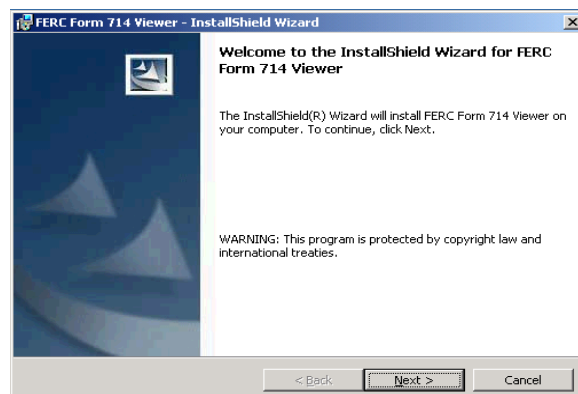 FERC Form 714 Viewer - InstallShield Wizard
Welcome to the InstallShield Wizard for FERC
Form 714 Viewer
The InstallShield(R) Wizard will install FERC Form 714 Viewer on
your computer. To continue, click Next.
WARNING: This program is protected by copyright law and
international treaties.
< Back Next > Cancel